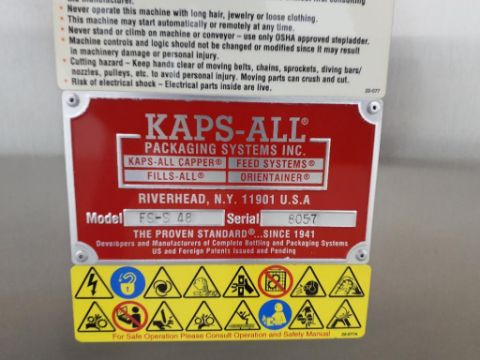 the manufacturer.
Never operate this machine with long hair, jewelry or loose clothing.
This machine may start automatically or remotely at any time.
Never stand or climb on machine or conveyor – use only OSHA approved stepladder.
Machine controls and logic should not be changed or modified since it may result
in machinery damage or personal injury.
Cutting hazard – Keep hands clear of moving belts, chains, sprockets, diving bars/
nozzles, pulleys, etc. to avoid personal injury. Moving parts can crush and cut.
Risk of electrical shock – Electrical parts inside are live.
KAPS-ALL®
PACKAGING SYSTEMS INC.
KAPS-ALL CAPPER® FEED SYSTEMS®
FILLS-ALL® ORIENTAINER®
RIVERHEAD, N.Y. 11901 U.S.A
Model FS-S 48 Serial 8057
THE PROVEN STANDARD®...SINCE 1941
Developers and Manufacturers of Complete Bottling and Packaging Systems
US and Foreign Patents Issued and Pending
For Safe Operation Please Consult Operation and Safety Manual